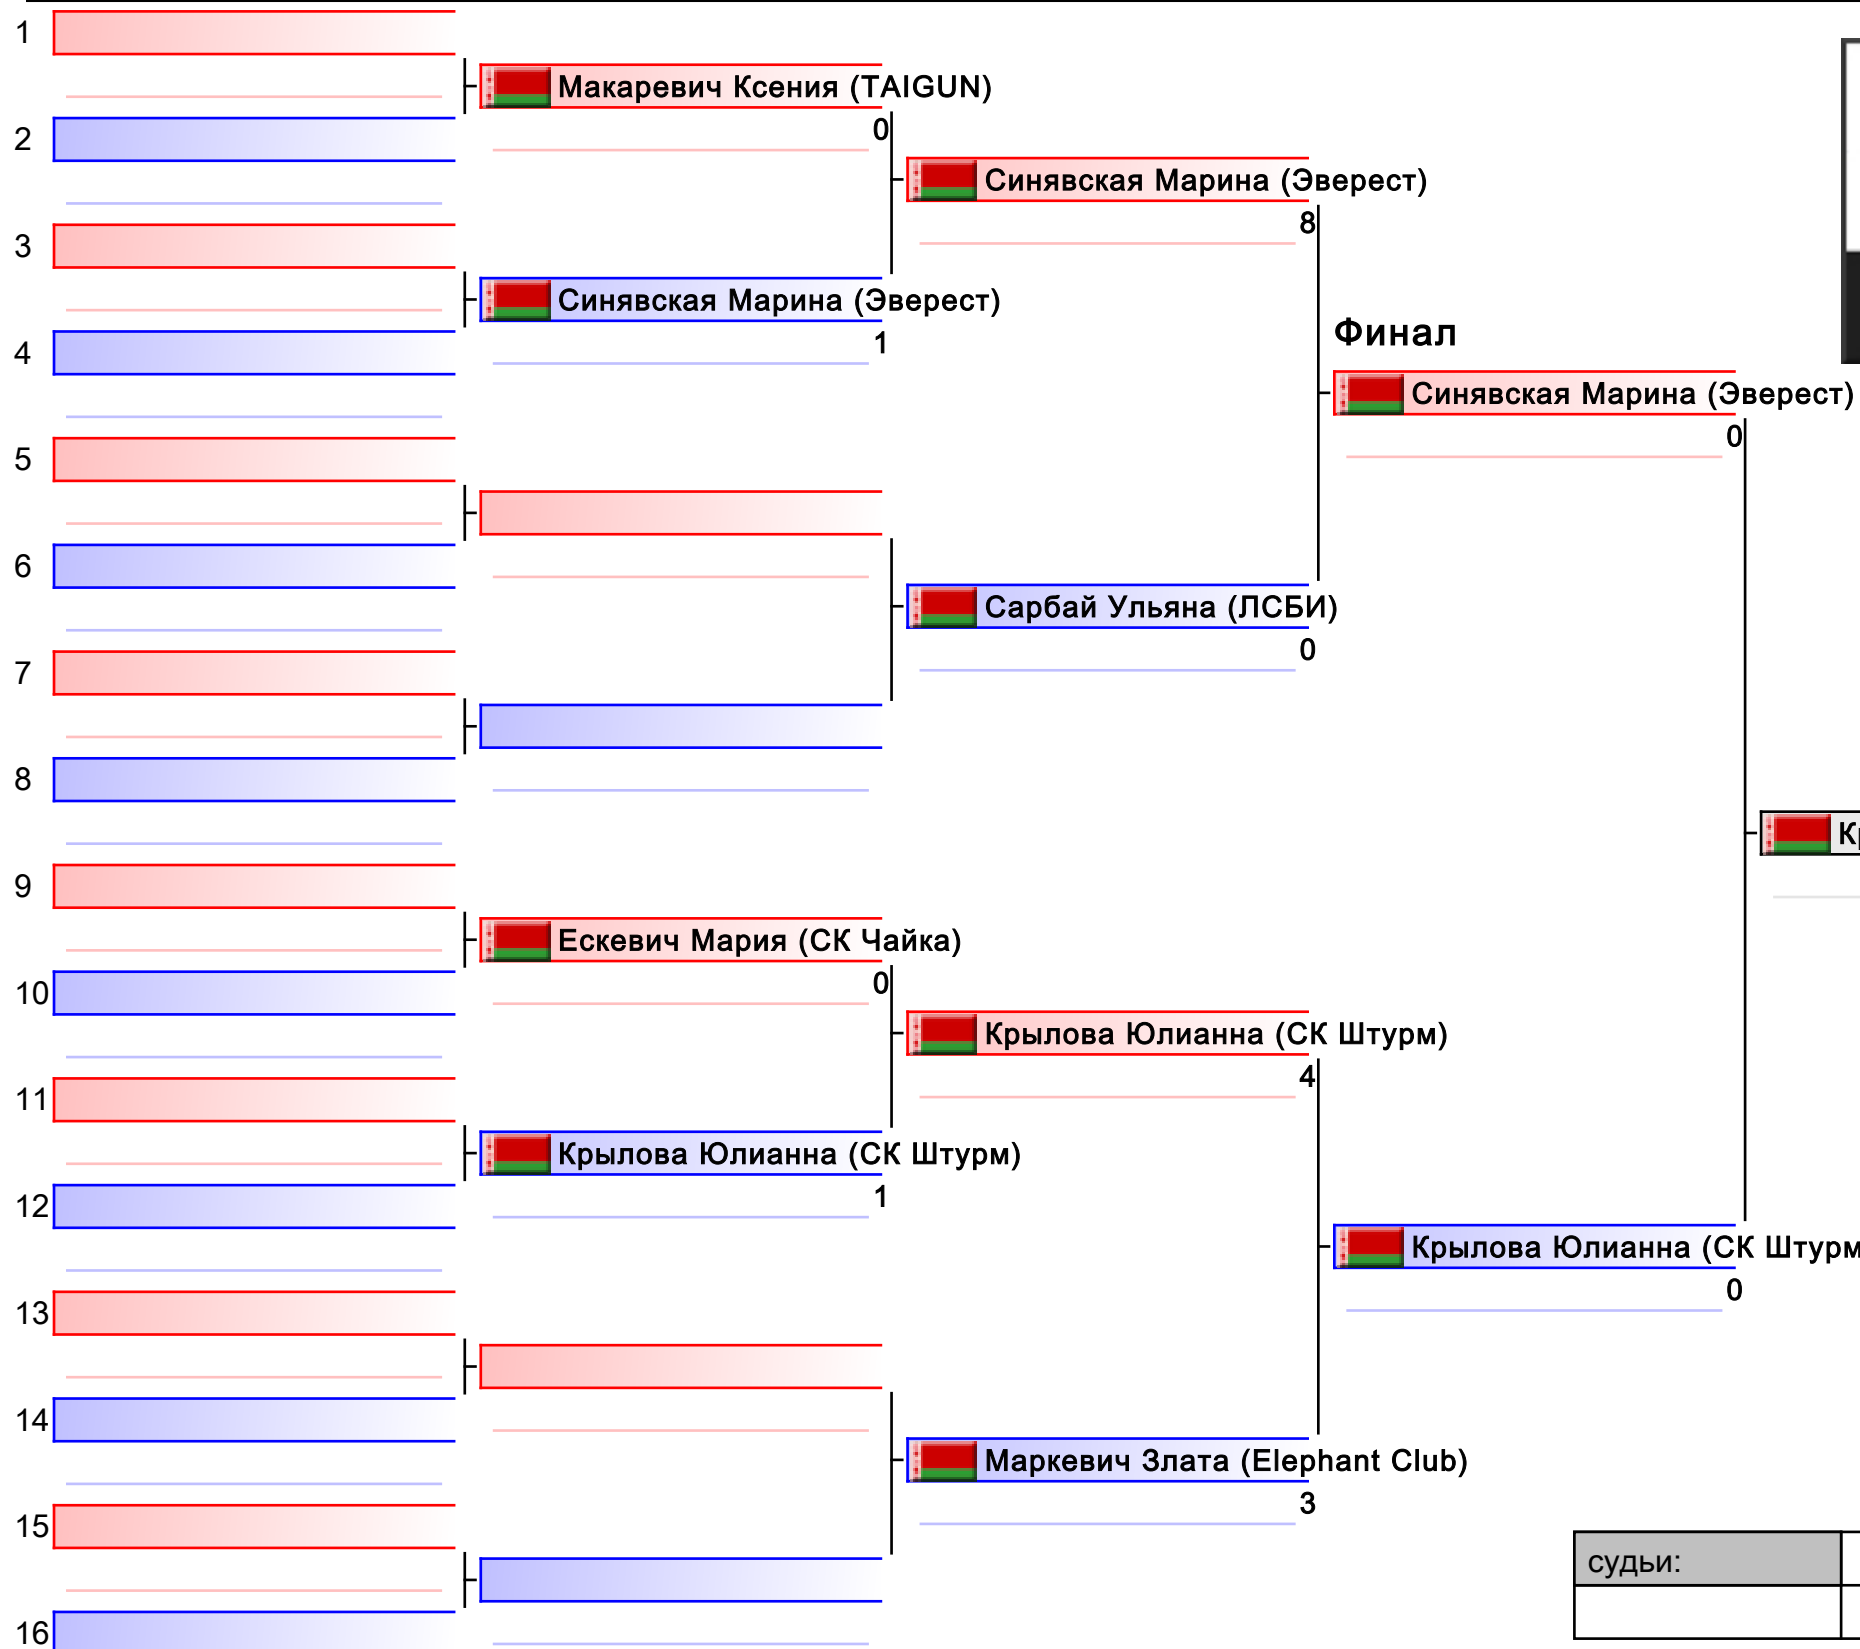 1
Макаревич Ксения (TAIGUN)
0
2
Синявская Марина (Эверест)
8
3
Синявская Марина (Эверест)
1
4
Финал
Синявская Марина (Эверест)
0
5
6
Сарбай Ульяна (ЛСБИ)
0
7
8
9
Ескевич Мария (СК Чайка)
0
10
Крылова Юлианна (СК Штурм)
4
11
Крылова Юлианна (СК Штурм)
1
12
Крылова Юлианна (СК Штурм
0
13
14
Маркевич Злата (Elephant Club)
3
15
судьи:
16